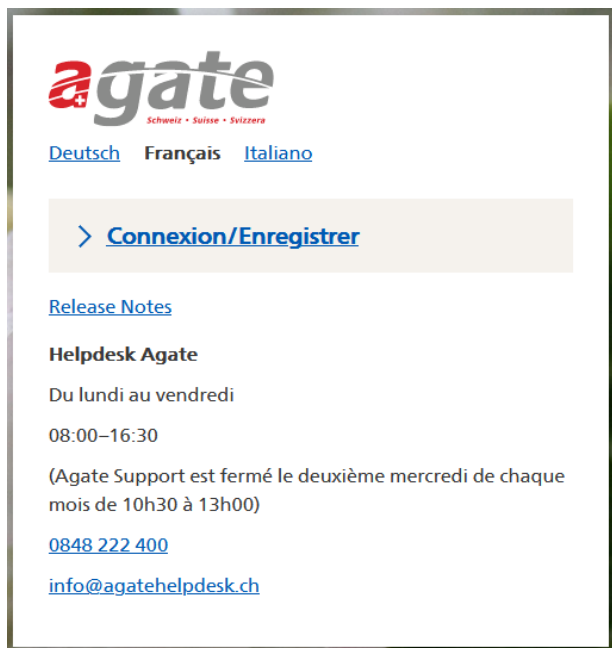 agate
Schweiz • Suisse • Svizzera
Deutsch Français Italiano
Connexion/Enregistrer
Release Notes
Helpdesk Agate
Du lundi au vendredi
08:00–16:30
(Agate Support est fermé le deuxième mercredi de chaque
mois de 10h30 à 13h00)
0848 222 400
info@agatehelpdesk.ch